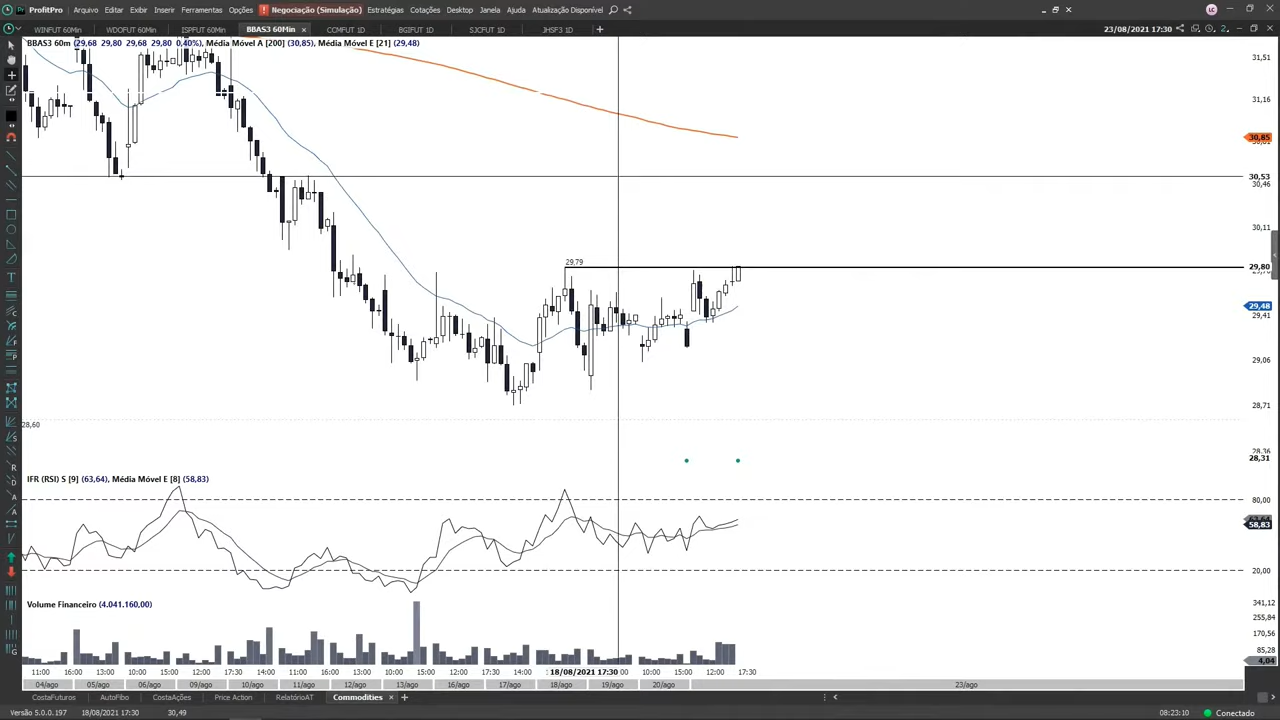 ProfitPro Arquivo Editar Exibir Inserir Ferramentas Opções Negociação (Simulação) Estratégias Cotações Desktop Janela Ajuda Atualização Disponível LC
WINFUT 60Min WDOFUT 60Min ISPFUT 60Min BBAS3 60Min COMFUT 1D BGIFUT 1D SJCFUT 1D JHSF3 1D 23/08/2021 17:30
BBAS3 60m (29,68 29,80 29,68 29,80 0,40%), Média Móvel A [200] (30,85), Média Móvel E [21] (29,48)
31,51
31,16
30,85
30,53
30,46
30,11
29,79
29,80
29,48
29,41
29,06
28,71
28,60
28,36
28,31
IFR (RSI) S [9] (63,64), Média Móvel E [8] (58,83)
80,00
58,83
20,00
Volume Financeiro (4.041.160,00)
341,12
255,84
170,56
85,28
4,04
11:00 16:00 13:00 10:00 15:00 12:00 17:30 14:00 11:00 16:00 13:00 10:00 15:00 12:00 17:30 14:00 18/08/2021 17:30 00 10:00 15:00 12:00 17:30
04/ago 05/ago 06/ago 09/ago 10/ago 11/ago 12/ago 13/ago 16/ago 17/ago 18/ago 19/ago 20/ago 23/ago
CostaFuturos AutoFibo CostaAções Price Action RelatórioAT Commodities
Versão 5.0.0.197 18/08/2021 17:30 30,49 08:23:10 Conectado